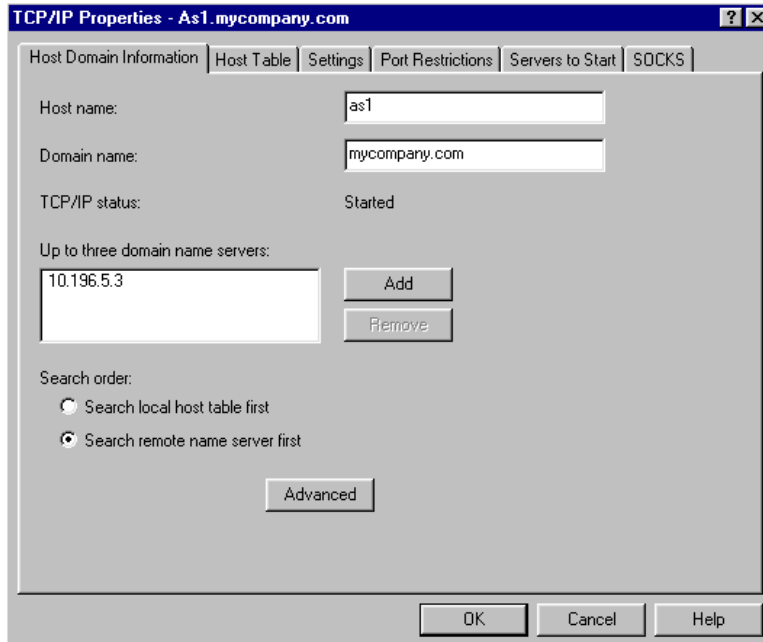 TCP/IP Properties - As1.mycompany.com
Host Domain Information Host Table Settings Port Restrictions Servers to Start SOCKS
Host name: as1
Domain name: mycompany.com
TCP/IP status: Started
Up to three domain name servers:
10.196.5.3 Add
Remove
Search order:
Search local host table first
Search remote name server first
Advanced
OK Cancel Help